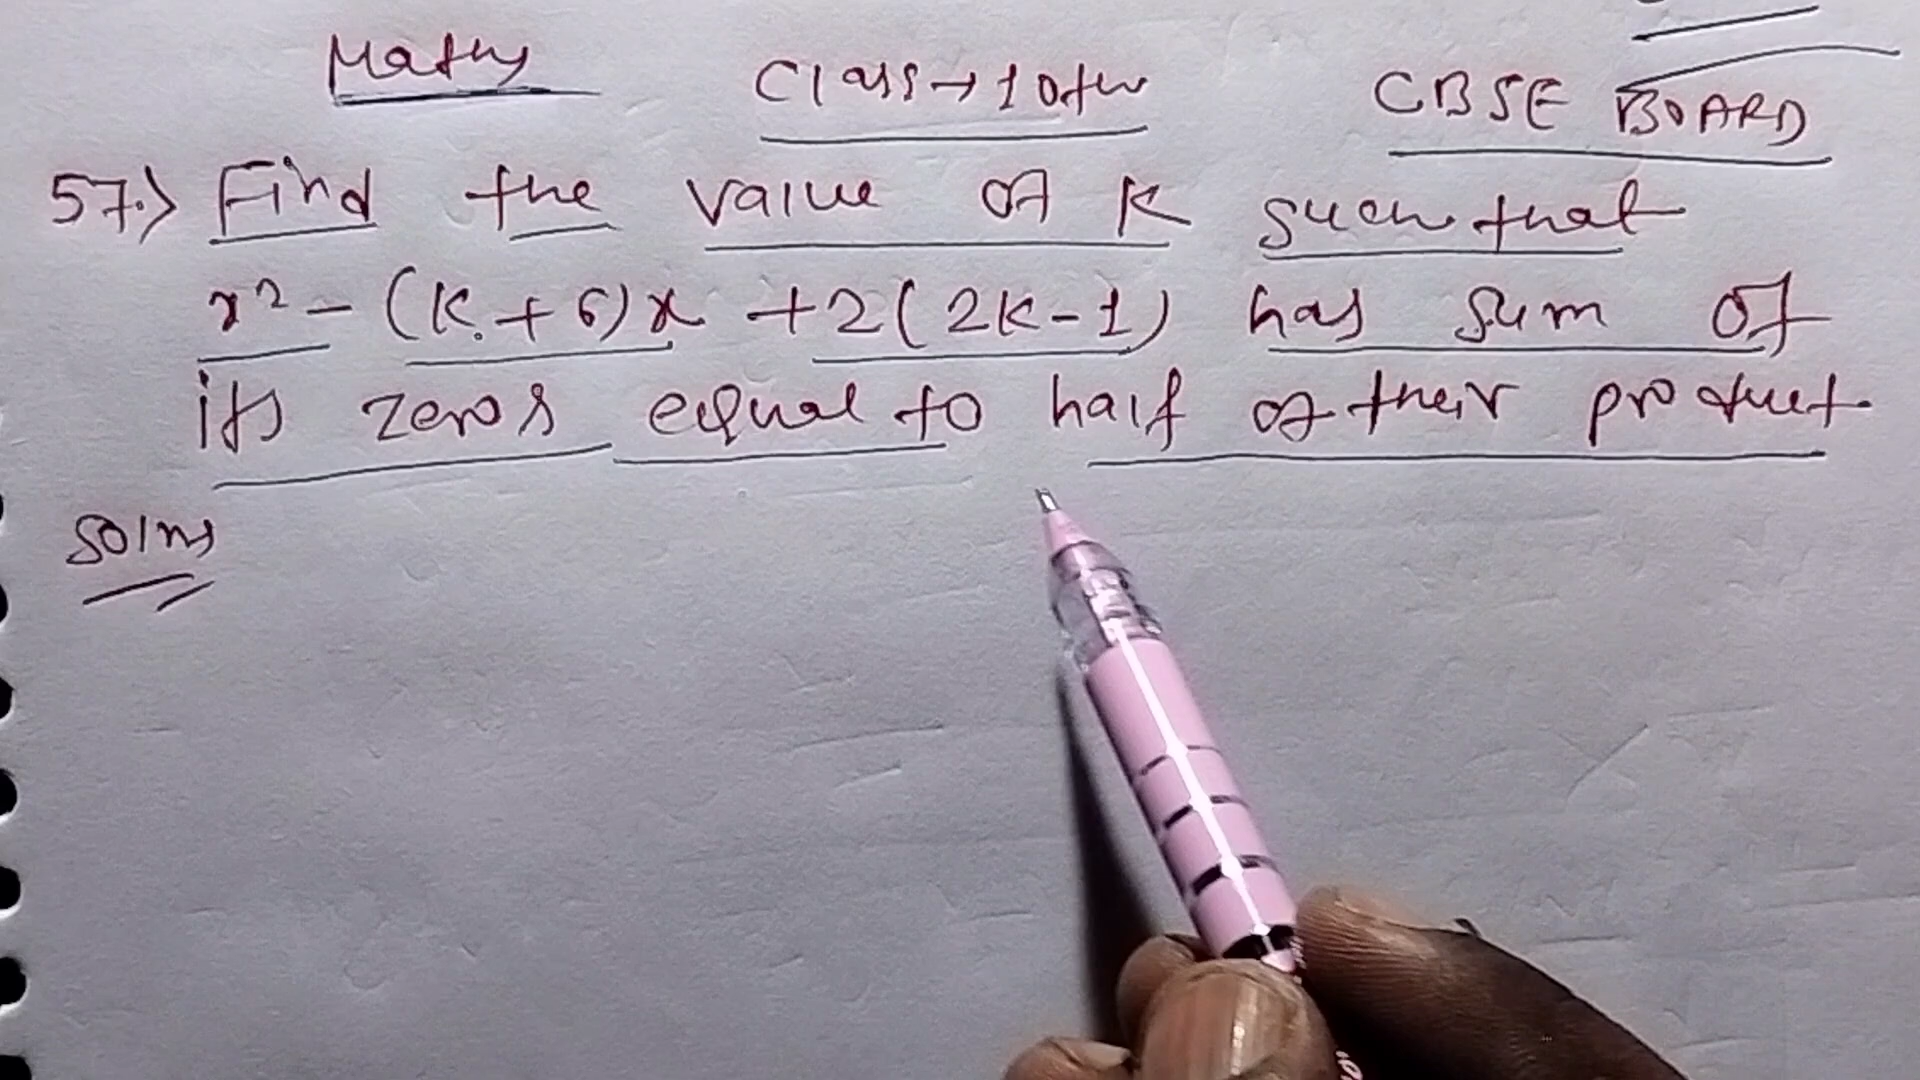 Maths Class → 10th CBSE BOARD
57.) Find the value of K such that
x² - (K + 6)x + 2(2K - 1) has sum of
its zeros equal to half of their product.
Solns